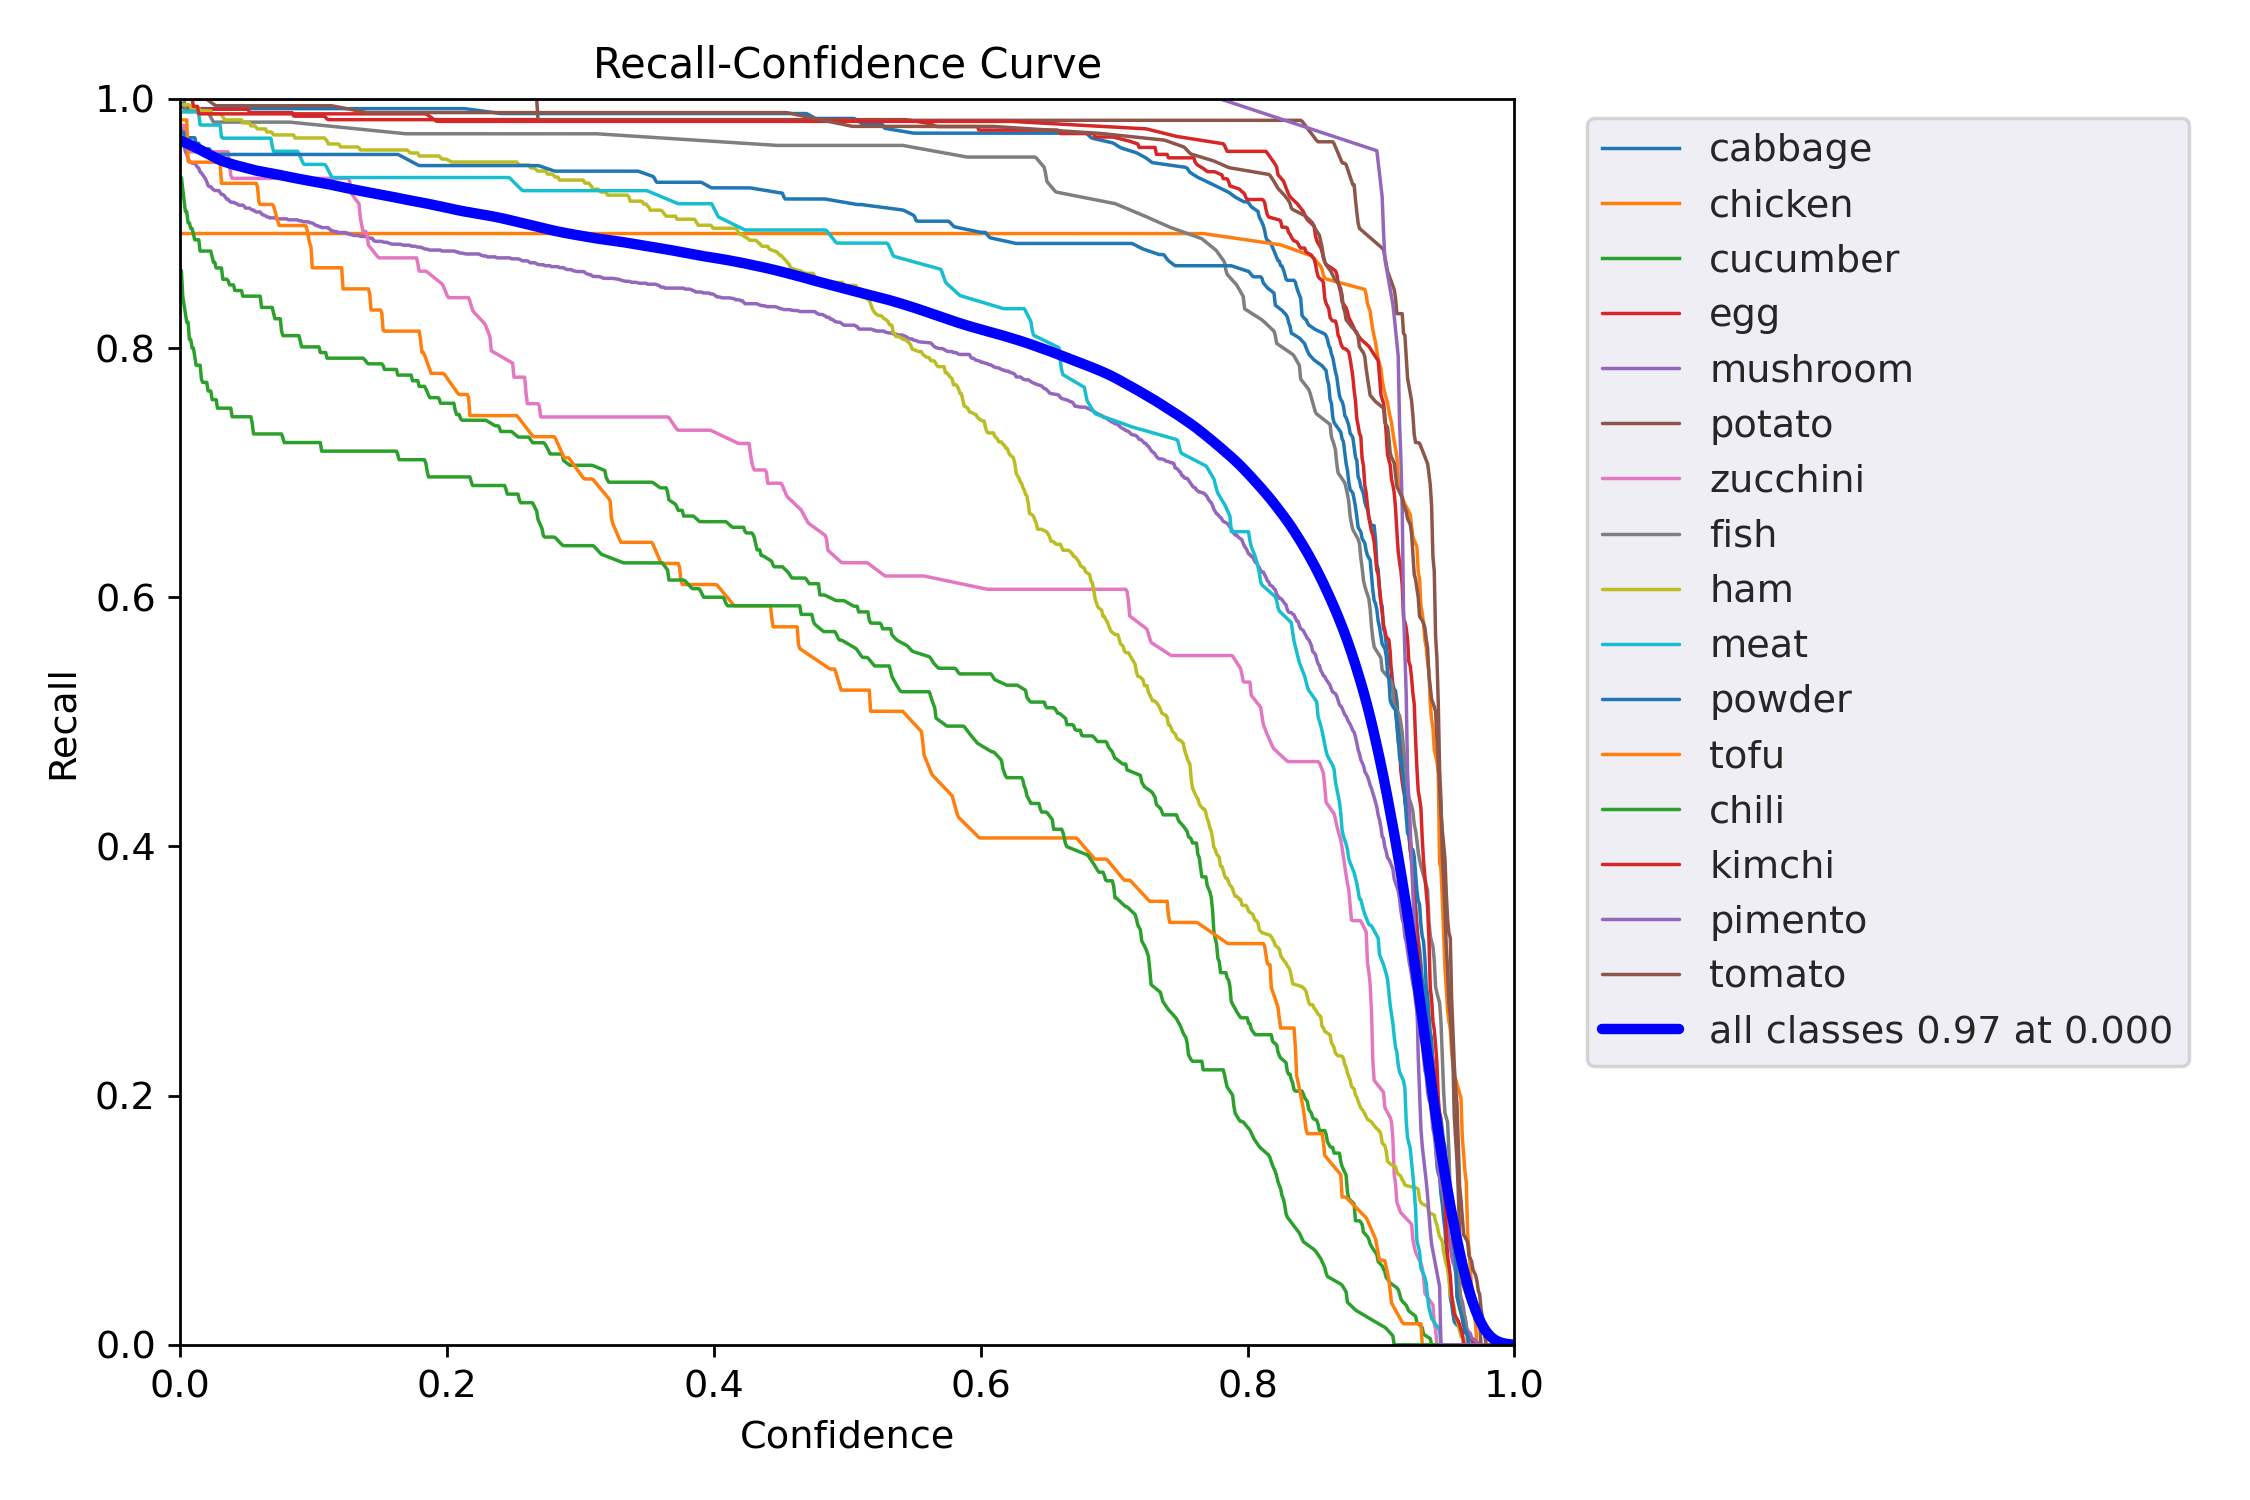 Recall-Confidence Curve
1.0
0.8
0.6
0.4
0.2
0.0
Recall
0.0 0.2 0.4 0.6 0.8 1.0
Confidence
cabbage
chicken
cucumber
egg
mushroom
potato
zucchini
fish
ham
meat
powder
tofu
chili
kimchi
pimento
tomato
all classes 0.97 at 0.000